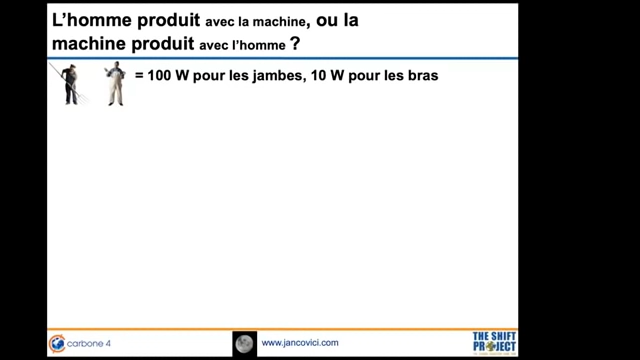 L'homme produit avec la machine, ou la
machine produit avec l'homme ?
= 100 W pour les jambes, 10 W pour les bras
carbone 4
www.jancovici.com
THE SHIFT
PROJECT